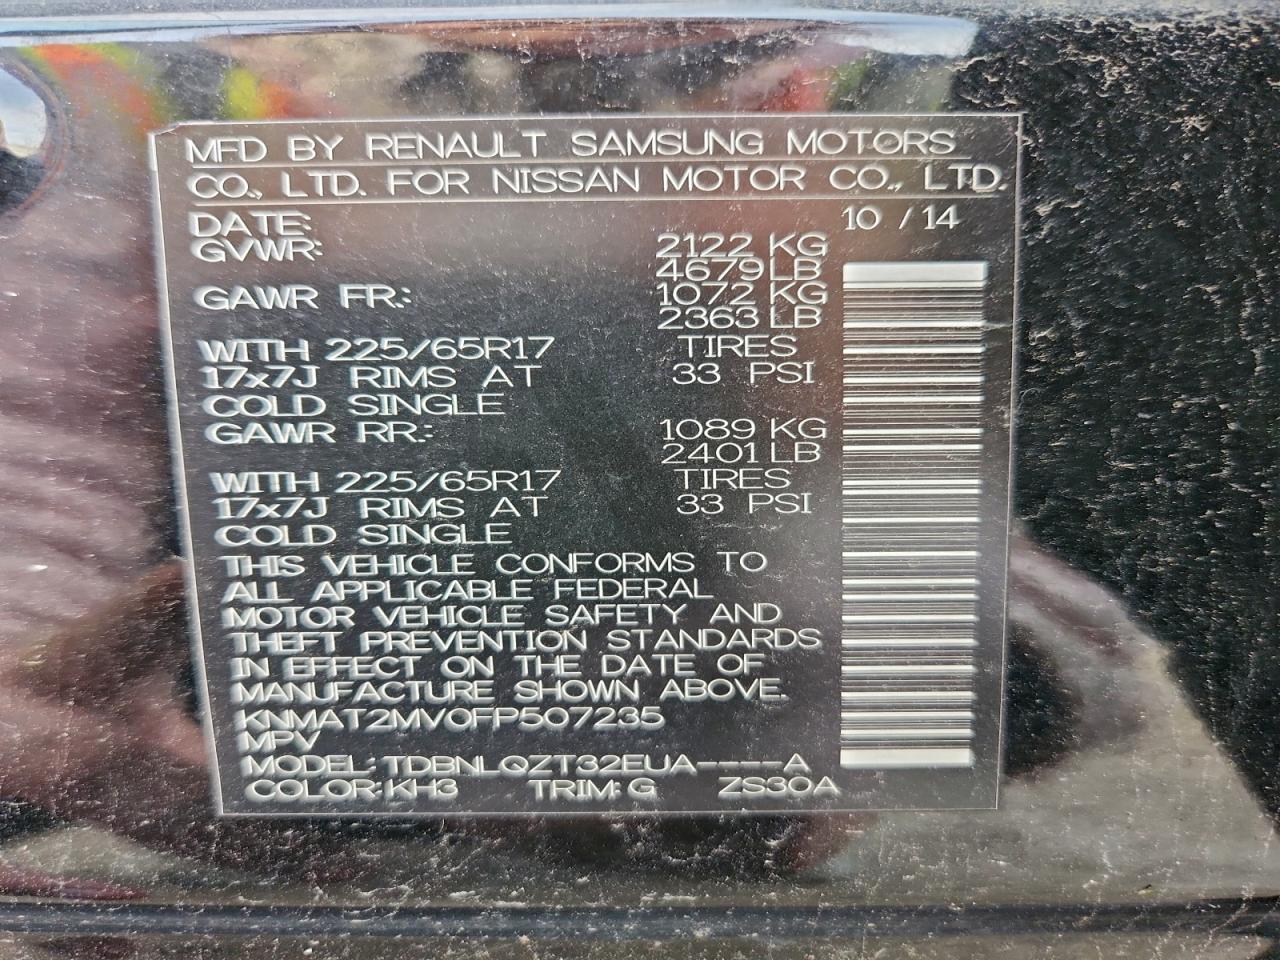 MFD BY RENAULT SAMSUNG MOTORS
CO., LTD. FOR NISSAN MOTOR CO., LTD.
DATE: 10 / 14
GVWR: 2122 KG
4679 LB
GAWR FR.: 1072 KG
2363 LB
WITH 225/65R17 TIRES
17x7J RIMS AT 33 PSI
COLD SINGLE
GAWR RR.: 1089 KG
2401 LB
WITH 225/65R17 TIRES
17x7J RIMS AT 33 PSI
COLD SINGLE
THIS VEHICLE CONFORMS TO
ALL APPLICABLE FEDERAL
MOTOR VEHICLE SAFETY AND
THEFT PREVENTION STANDARDS
IN EFFECT ON THE DATE OF
MANUFACTURE SHOWN ABOVE.
KNMAT2MV0FP507235
MPV
MODEL: TDBNLQZT32EUA----A
COLOR: KH3 TRIM: G ZS30A